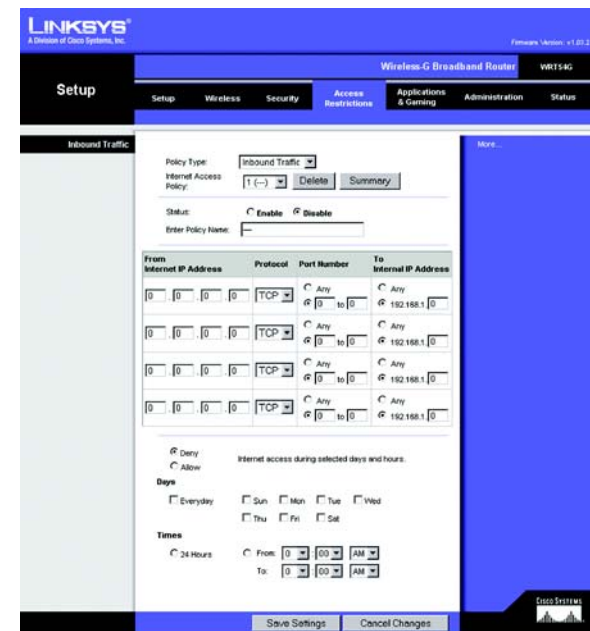 LINKSYS®
A Division of Cisco Systems, Inc.
Wireless-G Broadband Router WRT54G
Setup
Setup Wireless Security Access Restrictions Applications & Gaming Administration Status
Inbound Traffic
More...
Policy Type: Inbound Traffic
Internet Access Policy: 1 (---) Delete Summary
Status: Enable Disable
Enter Policy Name: ---
From Internet IP Address Protocol Port Number To Internal IP Address
0 . 0 . 0 . 0 TCP Any Any
0 to 0 192.168.1. 0
0 . 0 . 0 . 0 TCP Any Any
0 to 0 192.168.1. 0
0 . 0 . 0 . 0 TCP Any Any
0 to 0 192.168.1. 0
0 . 0 . 0 . 0 TCP Any Any
0 to 0 192.168.1. 0
Deny
Allow
Internet access during selected days and hours.
Days
Everyday Sun Mon Tue Wed
Thu Fri Sat
Times
24 Hours From: 0 : 00 AM
To: 0 : 00 AM
Save Settings Cancel Changes
CISCO SYSTEMS